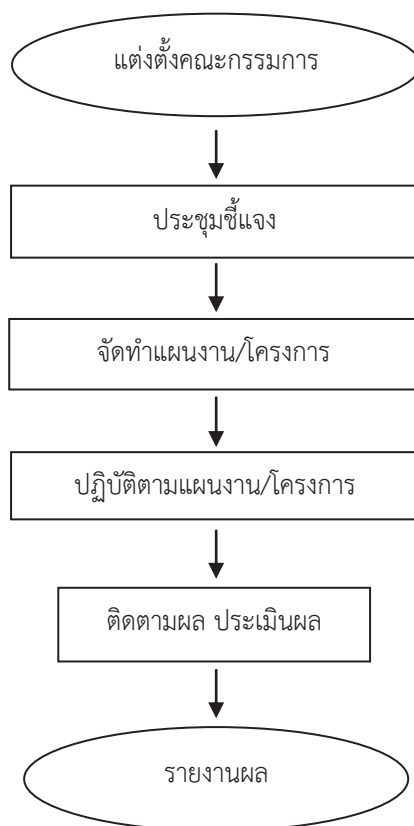 แต่งตั้งคณะกรรมการ
ประชุมชี้แจง
จัดทำแผนงาน/โครงการ
ปฏิบัติตามแผนงาน/โครงการ
ติดตามผล ประเมินผล
รายงานผล